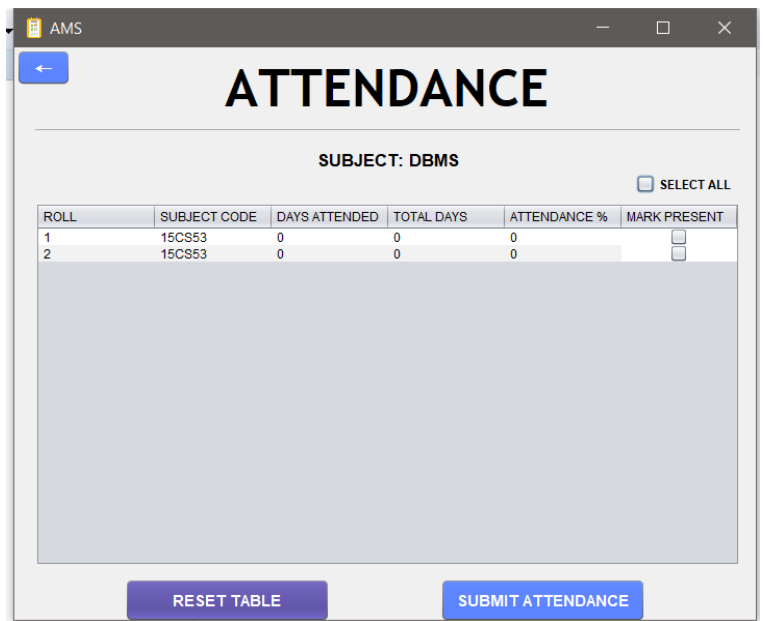 AMS
←
ATTENDANCE
SUBJECT: DBMS
SELECT ALL
ROLL SUBJECT CODE DAYS ATTENDED TOTAL DAYS ATTENDANCE % MARK PRESENT
1 15CS53 0 0 0
2 15CS53 0 0 0
RESET TABLE SUBMIT ATTENDANCE